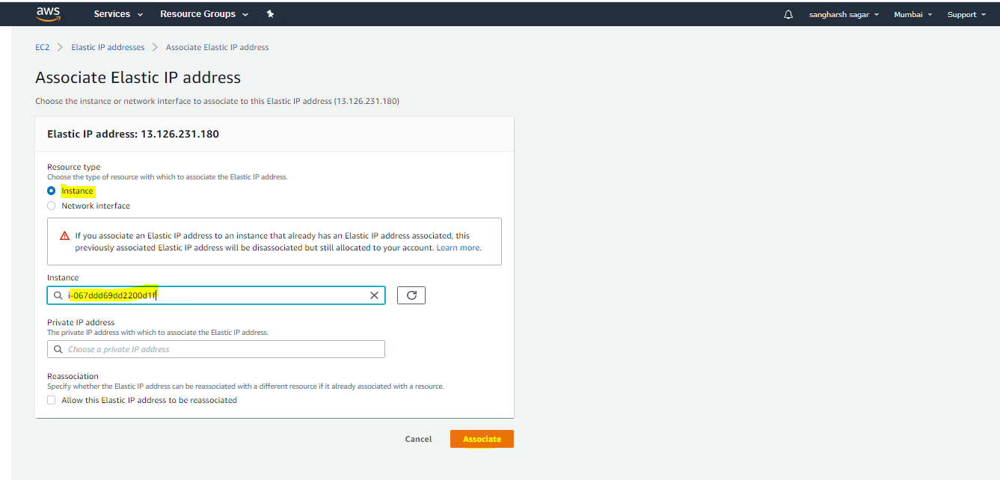 aws Services Resource Groups sangharsh sagar Mumbai Support
EC2 > Elastic IP addresses > Associate Elastic IP address
Associate Elastic IP address
Choose the instance or network interface to associate to this Elastic IP address (13.126.231.180)
Elastic IP address: 13.126.231.180
Resource type
Choose the type of resource with which to associate the Elastic IP address.
Instance
Network interface
If you associate an Elastic IP address to an instance that already has an Elastic IP address associated, this
previously associated Elastic IP address will be disassociated but still allocated to your account. Learn more.
Instance
i-067ddd69dd2200d1f
Private IP address
The private IP address with which to associate the Elastic IP address.
Choose a private IP address
Reassociation
Specify whether the Elastic IP address can be reassociated with a different resource if it already associated with a resource.
Allow this Elastic IP address to be reassociated
Cancel Associate